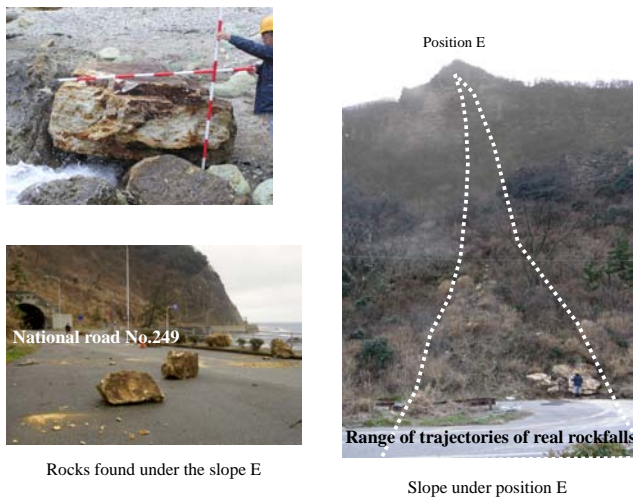 National road No.249
Rocks found under the slope E
Position E
Range of trajectories of real rockfalls
Slope under position E